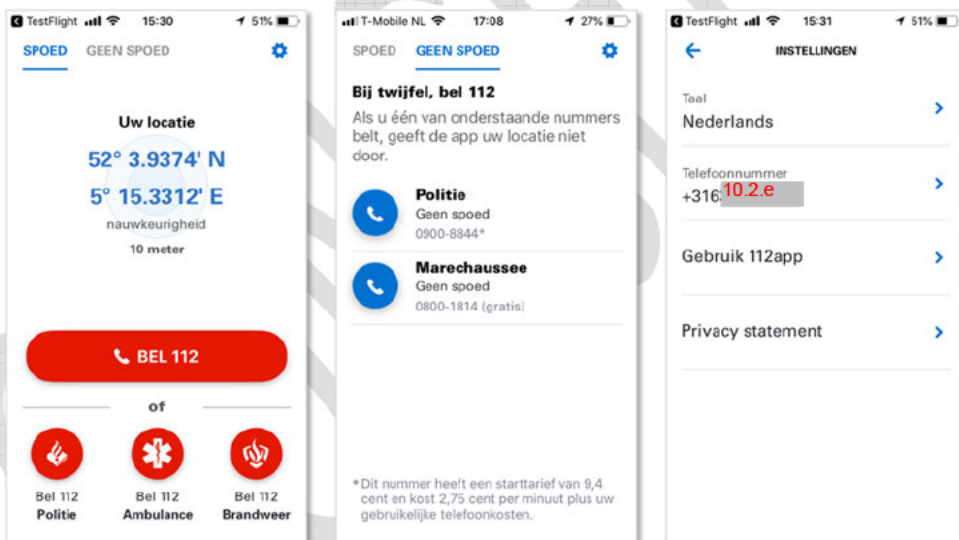 TestFlight 15:30 51%
SPOED GEEN SPOED
Uw locatie
52° 3.9374' N
5° 15.3312' E
nauwkeurigheid
10 meter
BEL 112
of
Bel 112
Politie
Bel 112
Ambulance
Bel 112
Brandweer
T-Mobile NL 17:08 27%
SPOED GEEN SPOED
Bij twijfel, bel 112
Als u één van onderstaande nummers
belt, geeft de app uw locatie niet
door.
Politie
Geen spoed
0900-8844*
Marechaussee
Geen spoed
0800-1814 (gratis)
*Dit nummer heeft een starttarief van 9,4
cent en kost 2,75 cent per minuut plus uw
gebruikelijke telefoonkosten.
TestFlight 15:31 51%
INSTELLINGEN
Taal
Nederlands
Telefoonnummer
+316 10.2.e
Gebruik 112app
Privacy statement